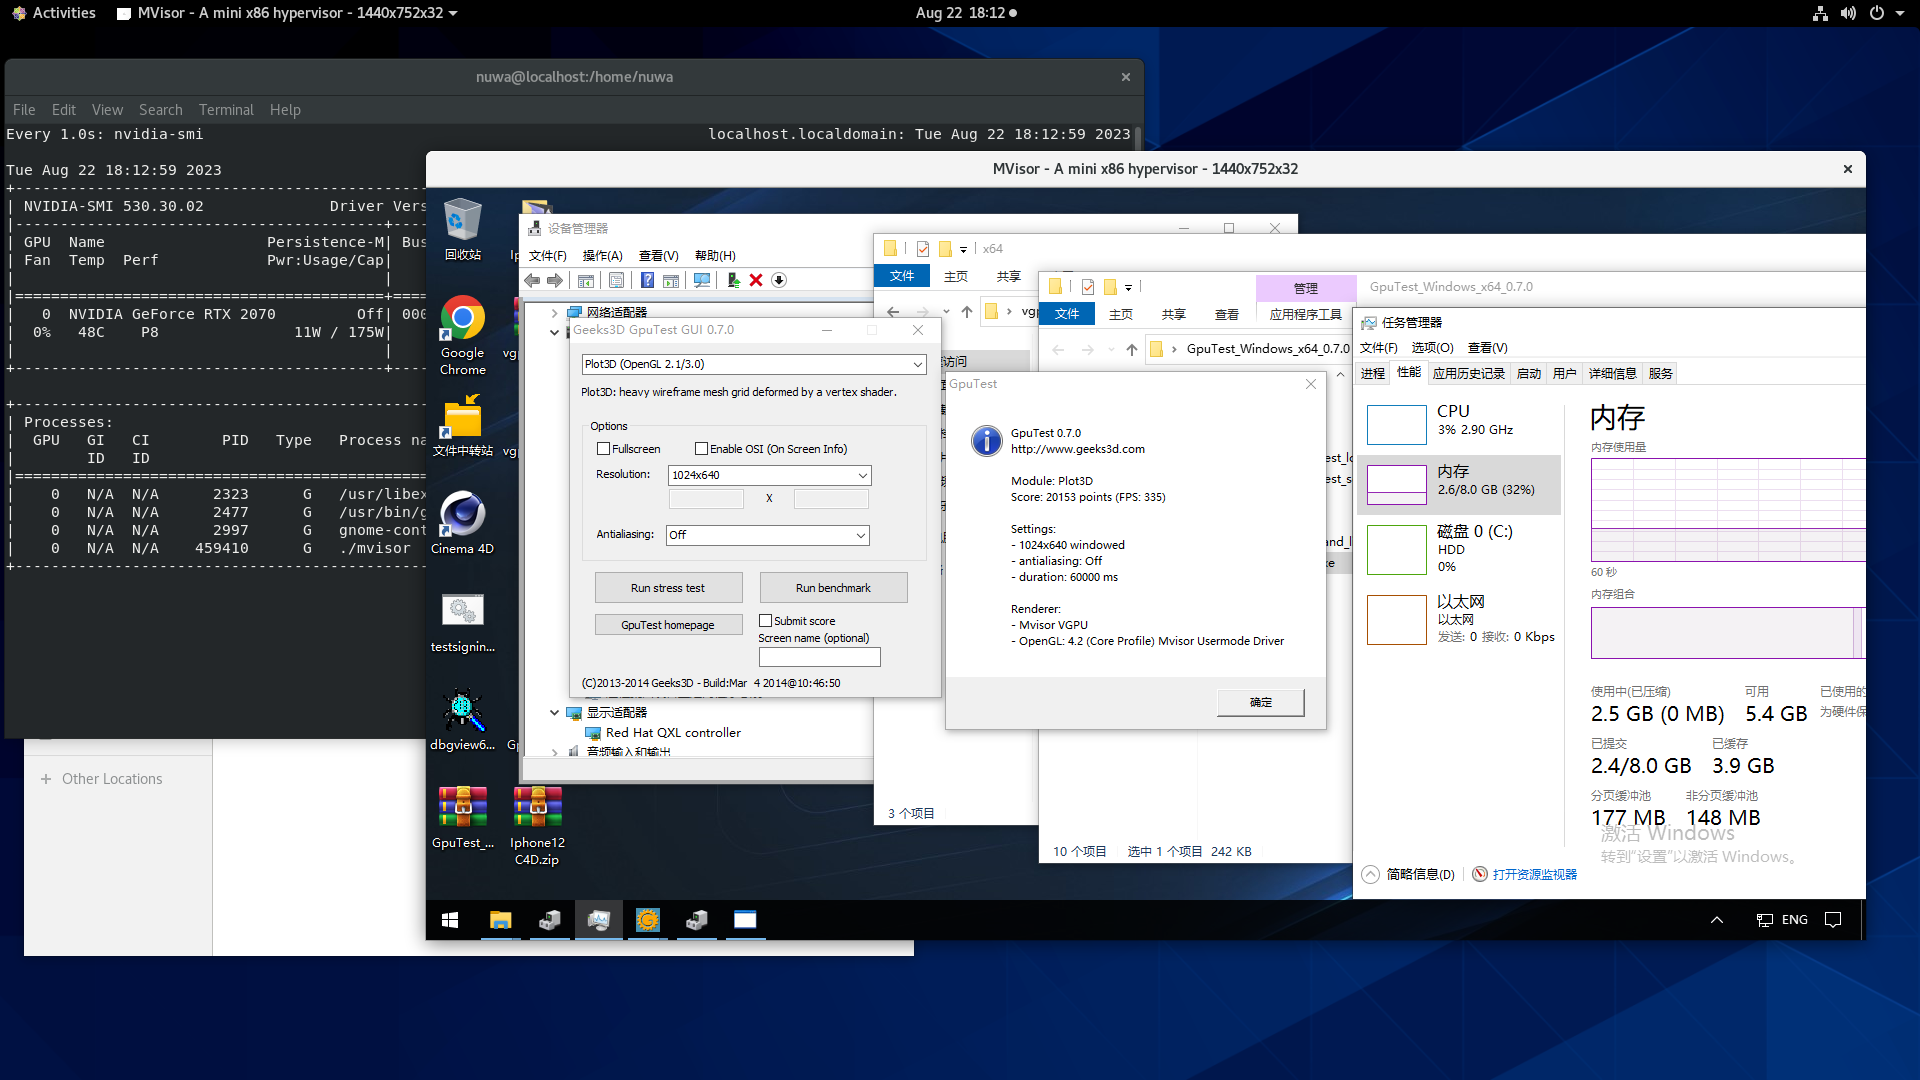 Activities
MVisor - A mini x86 hypervisor - 1440x752x32
Aug 22 18:12
nuwa@localhost:/home/nuwa
File Edit View Search Terminal Help
Every 1.0s: nvidia-smi
localhost.localdomain: Tue Aug 22 18:12:59 2023
Tue Aug 22 18:12:59 2023
NVIDIA-SMI 530.30.02 Driver Vers
GPU Name Persistence-M| Bus
Fan Temp Perf Pwr:Usage/Cap|
0 NVIDIA GeForce RTX 2070 Off| 000
0% 48C P8 11W / 175W|
Processes:
GPU GI CI PID Type Process na
ID ID
0 N/A N/A 2323 G /usr/libex
0 N/A N/A 2477 G /usr/bin/g
0 N/A N/A 2997 G gnome-cont
0 N/A N/A 459410 G ./mvisor
+ Other Locations
MVisor - A mini x86 hypervisor - 1440x752x32
回收站
Google Chrome
文件中转站
Cinema 4D
testsignin...
dbgview6...
GpuTest_...
Iphone12 C4D.zip
设备管理器
文件(F) 操作(A) 查看(V) 帮助(H)
网络适配器
显示适配器
Red Hat QXL controller
音频输入和输出
Geeks3D GpuTest GUI 0.7.0
Plot3D (OpenGL 2.1/3.0)
Plot3D: heavy wireframe mesh grid deformed by a vertex shader.
Options
Fullscreen
Enable OSI (On Screen Info)
Resolution: 1024x640
X
Antialiasing: Off
Run stress test
Run benchmark
GpuTest homepage
Submit score
Screen name (optional)
(C)2013-2014 Geeks3D - Build:Mar 4 2014@10:46:50
x64
文件 主页 共享
访问
3 个项目
管理
GpuTest_Windows_x64_0.7.0
文件 主页 共享 查看 应用程序工具
GpuTest_Windows_x64_0.7.0
10 个项目 选中 1 个项目 242 KB
GpuTest
GpuTest 0.7.0
http://www.geeks3d.com
Module: Plot3D
Score: 20153 points (FPS: 335)
Settings:
- 1024x640 windowed
- antialiasing: Off
- duration: 60000 ms
Renderer:
- Mvisor VGPU
- OpenGL: 4.2 (Core Profile) Mvisor Usermode Driver
确定
任务管理器
文件(F) 选项(O) 查看(V)
进程 性能 应用历史记录 启动 用户 详细信息 服务
CPU
3% 2.90 GHz
内存
2.6/8.0 GB (32%)
磁盘 0 (C:)
HDD
0%
以太网
以太网
发送: 0 接收: 0 Kbps
内存
内存使用量
60 秒
内存组合
使用中(已压缩) 可用 已使用的
2.5 GB (0 MB) 5.4 GB 为硬件保
已提交 已缓存
2.4/8.0 GB 3.9 GB
分页缓冲池 非分页缓冲池
177 MB 148 MB
激活 Windows
转到"设置"以激活 Windows。
简略信息(D)
打开资源监视器
ENG